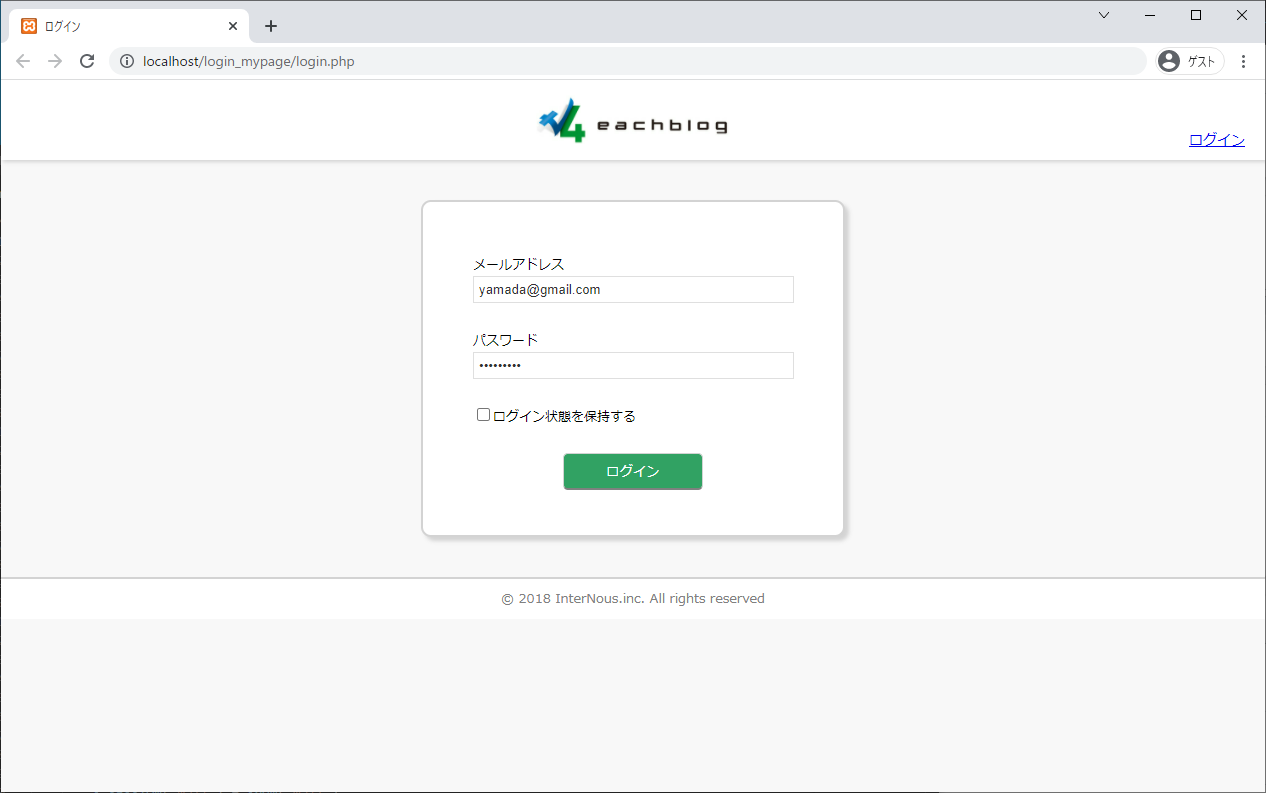 ログイン
localhost/login_mypage/login.php
ゲスト
4 eachblog
ログイン
メールアドレス
yamada@gmail.com
パスワード
•••••••••
ログイン状態を保持する
ログイン
© 2018 InterNous.inc. All rights reserved